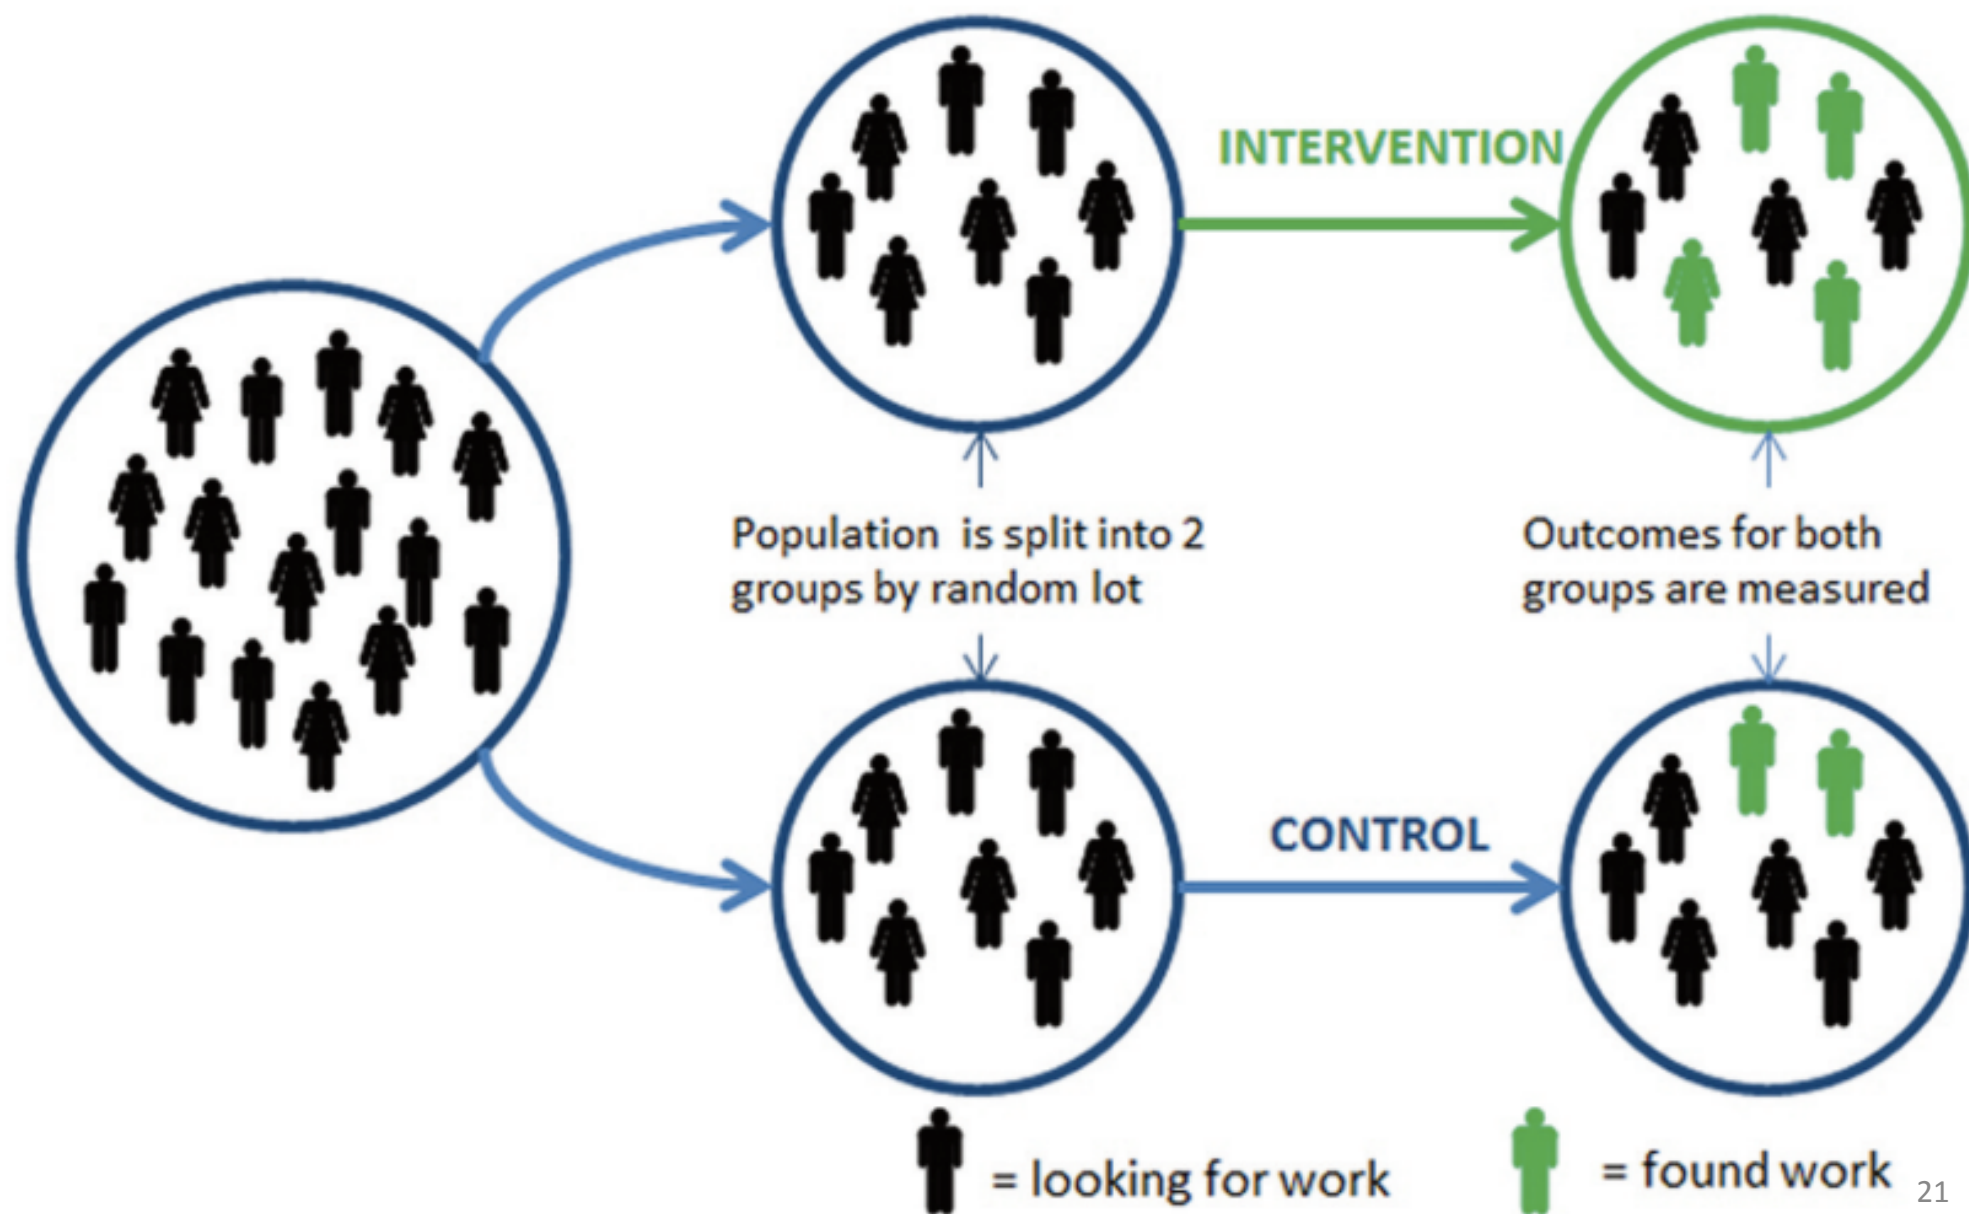 INTERVENTION
Population is split into 2
groups by random lot
Outcomes for both
groups are measured
CONTROL
= looking for work
= found work
21